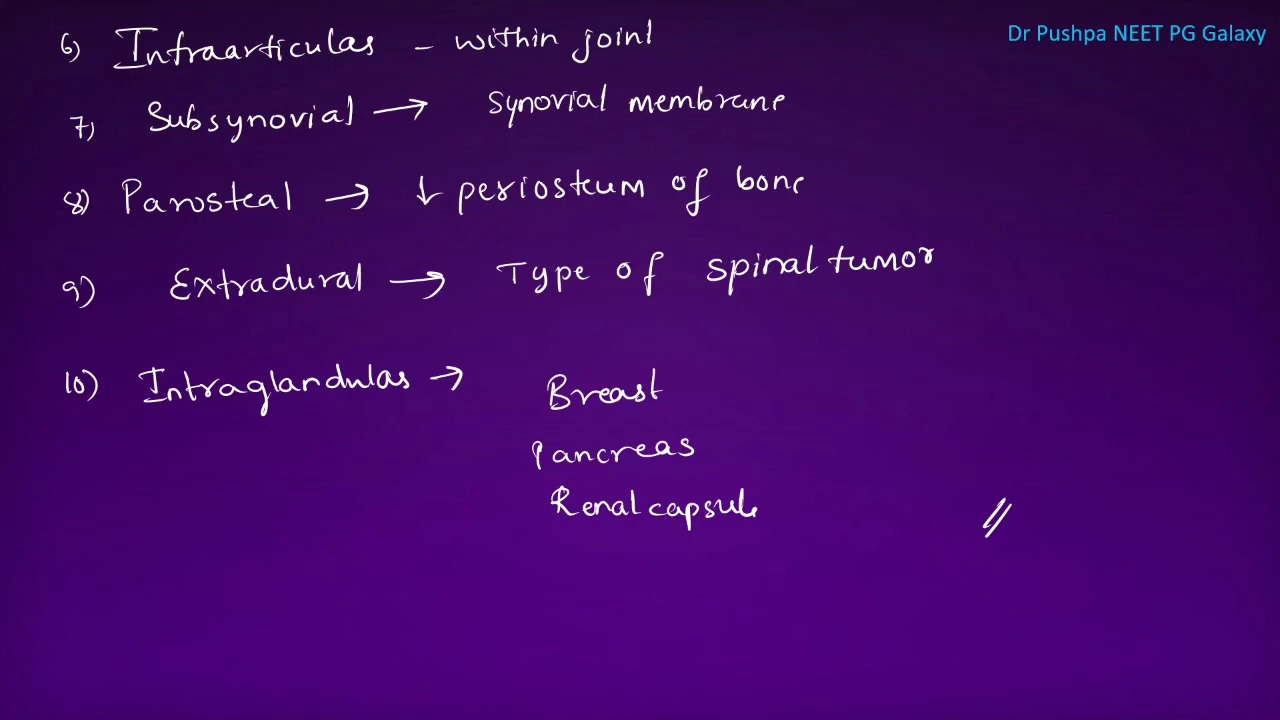 Dr Pushpa NEET PG Galaxy
6) Intraarticular - within joint
7) Subsynovial → Synovial membrane
8) Parosteal → ↓ periosteum of bone
9) Extradural → Type of spinal tumor
10) Intraglandular → Breast
Pancreas
Renal capsule